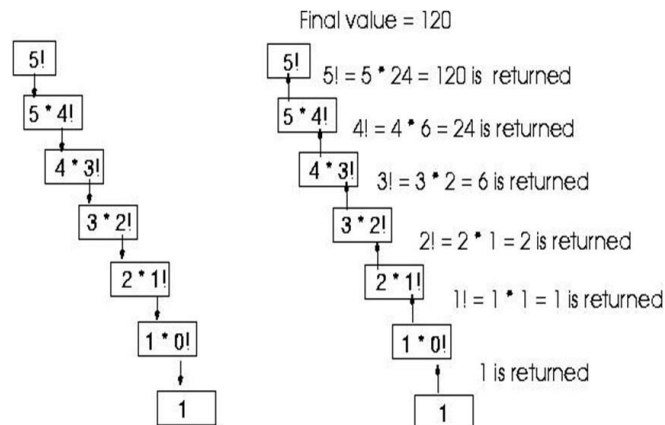 Final value = 120
5!
5 * 4!
4 * 3!
3 * 2!
2 * 1!
1 * 0!
1
5!
5! = 5 * 24 = 120 is returned
5 * 4!
4! = 4 * 6 = 24 is returned
4 * 3!
3! = 3 * 2 = 6 is returned
3 * 2!
2! = 2 * 1 = 2 is returned
2 * 1!
1! = 1 * 1 = 1 is returned
1 * 0!
1 is returned
1